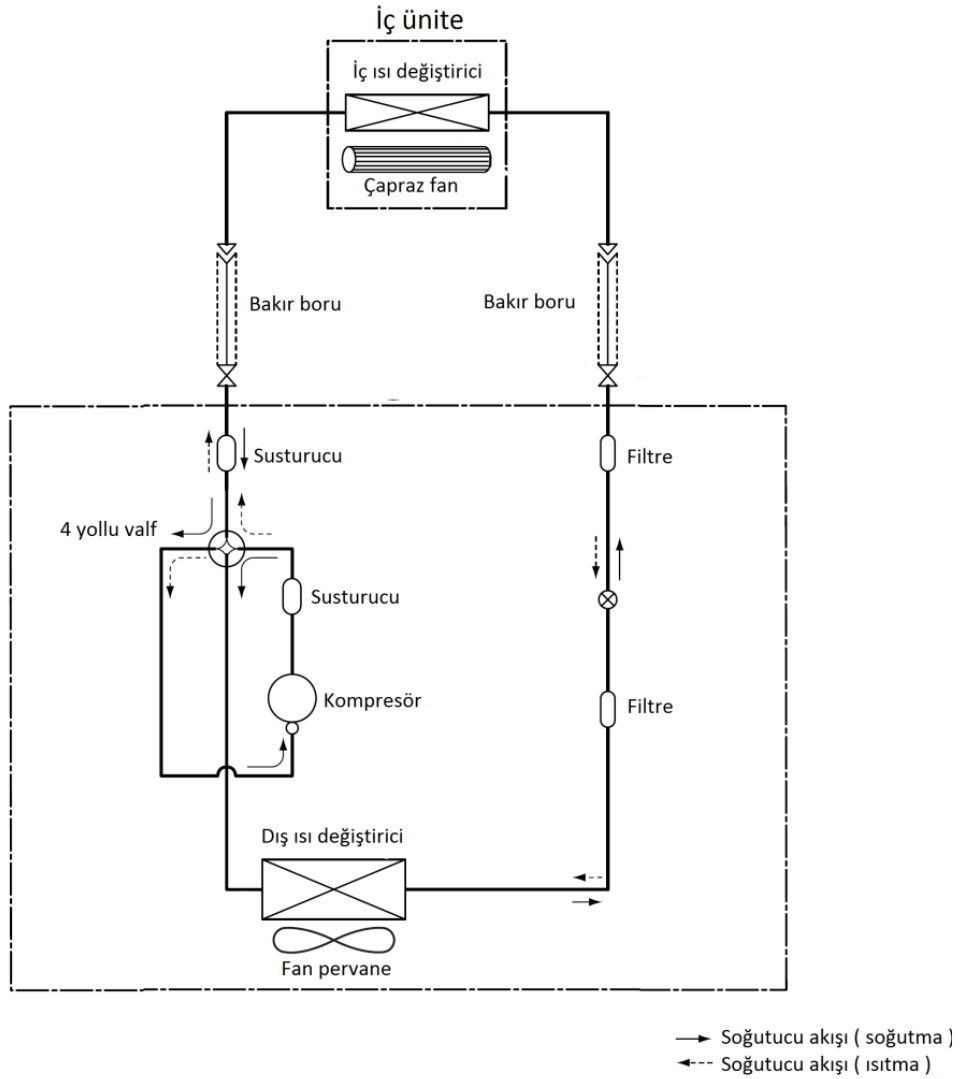 İç ünite
İç ısı değiştirici
Çapraz fan
Bakır boru
Bakır boru
Susturucu
Filtre
4 yollu valf
Susturucu
Kompresör
Filtre
Dış ısı değiştirici
Fan pervane
Soğutucu akışı ( soğutma )
Soğutucu akışı ( ısıtma )